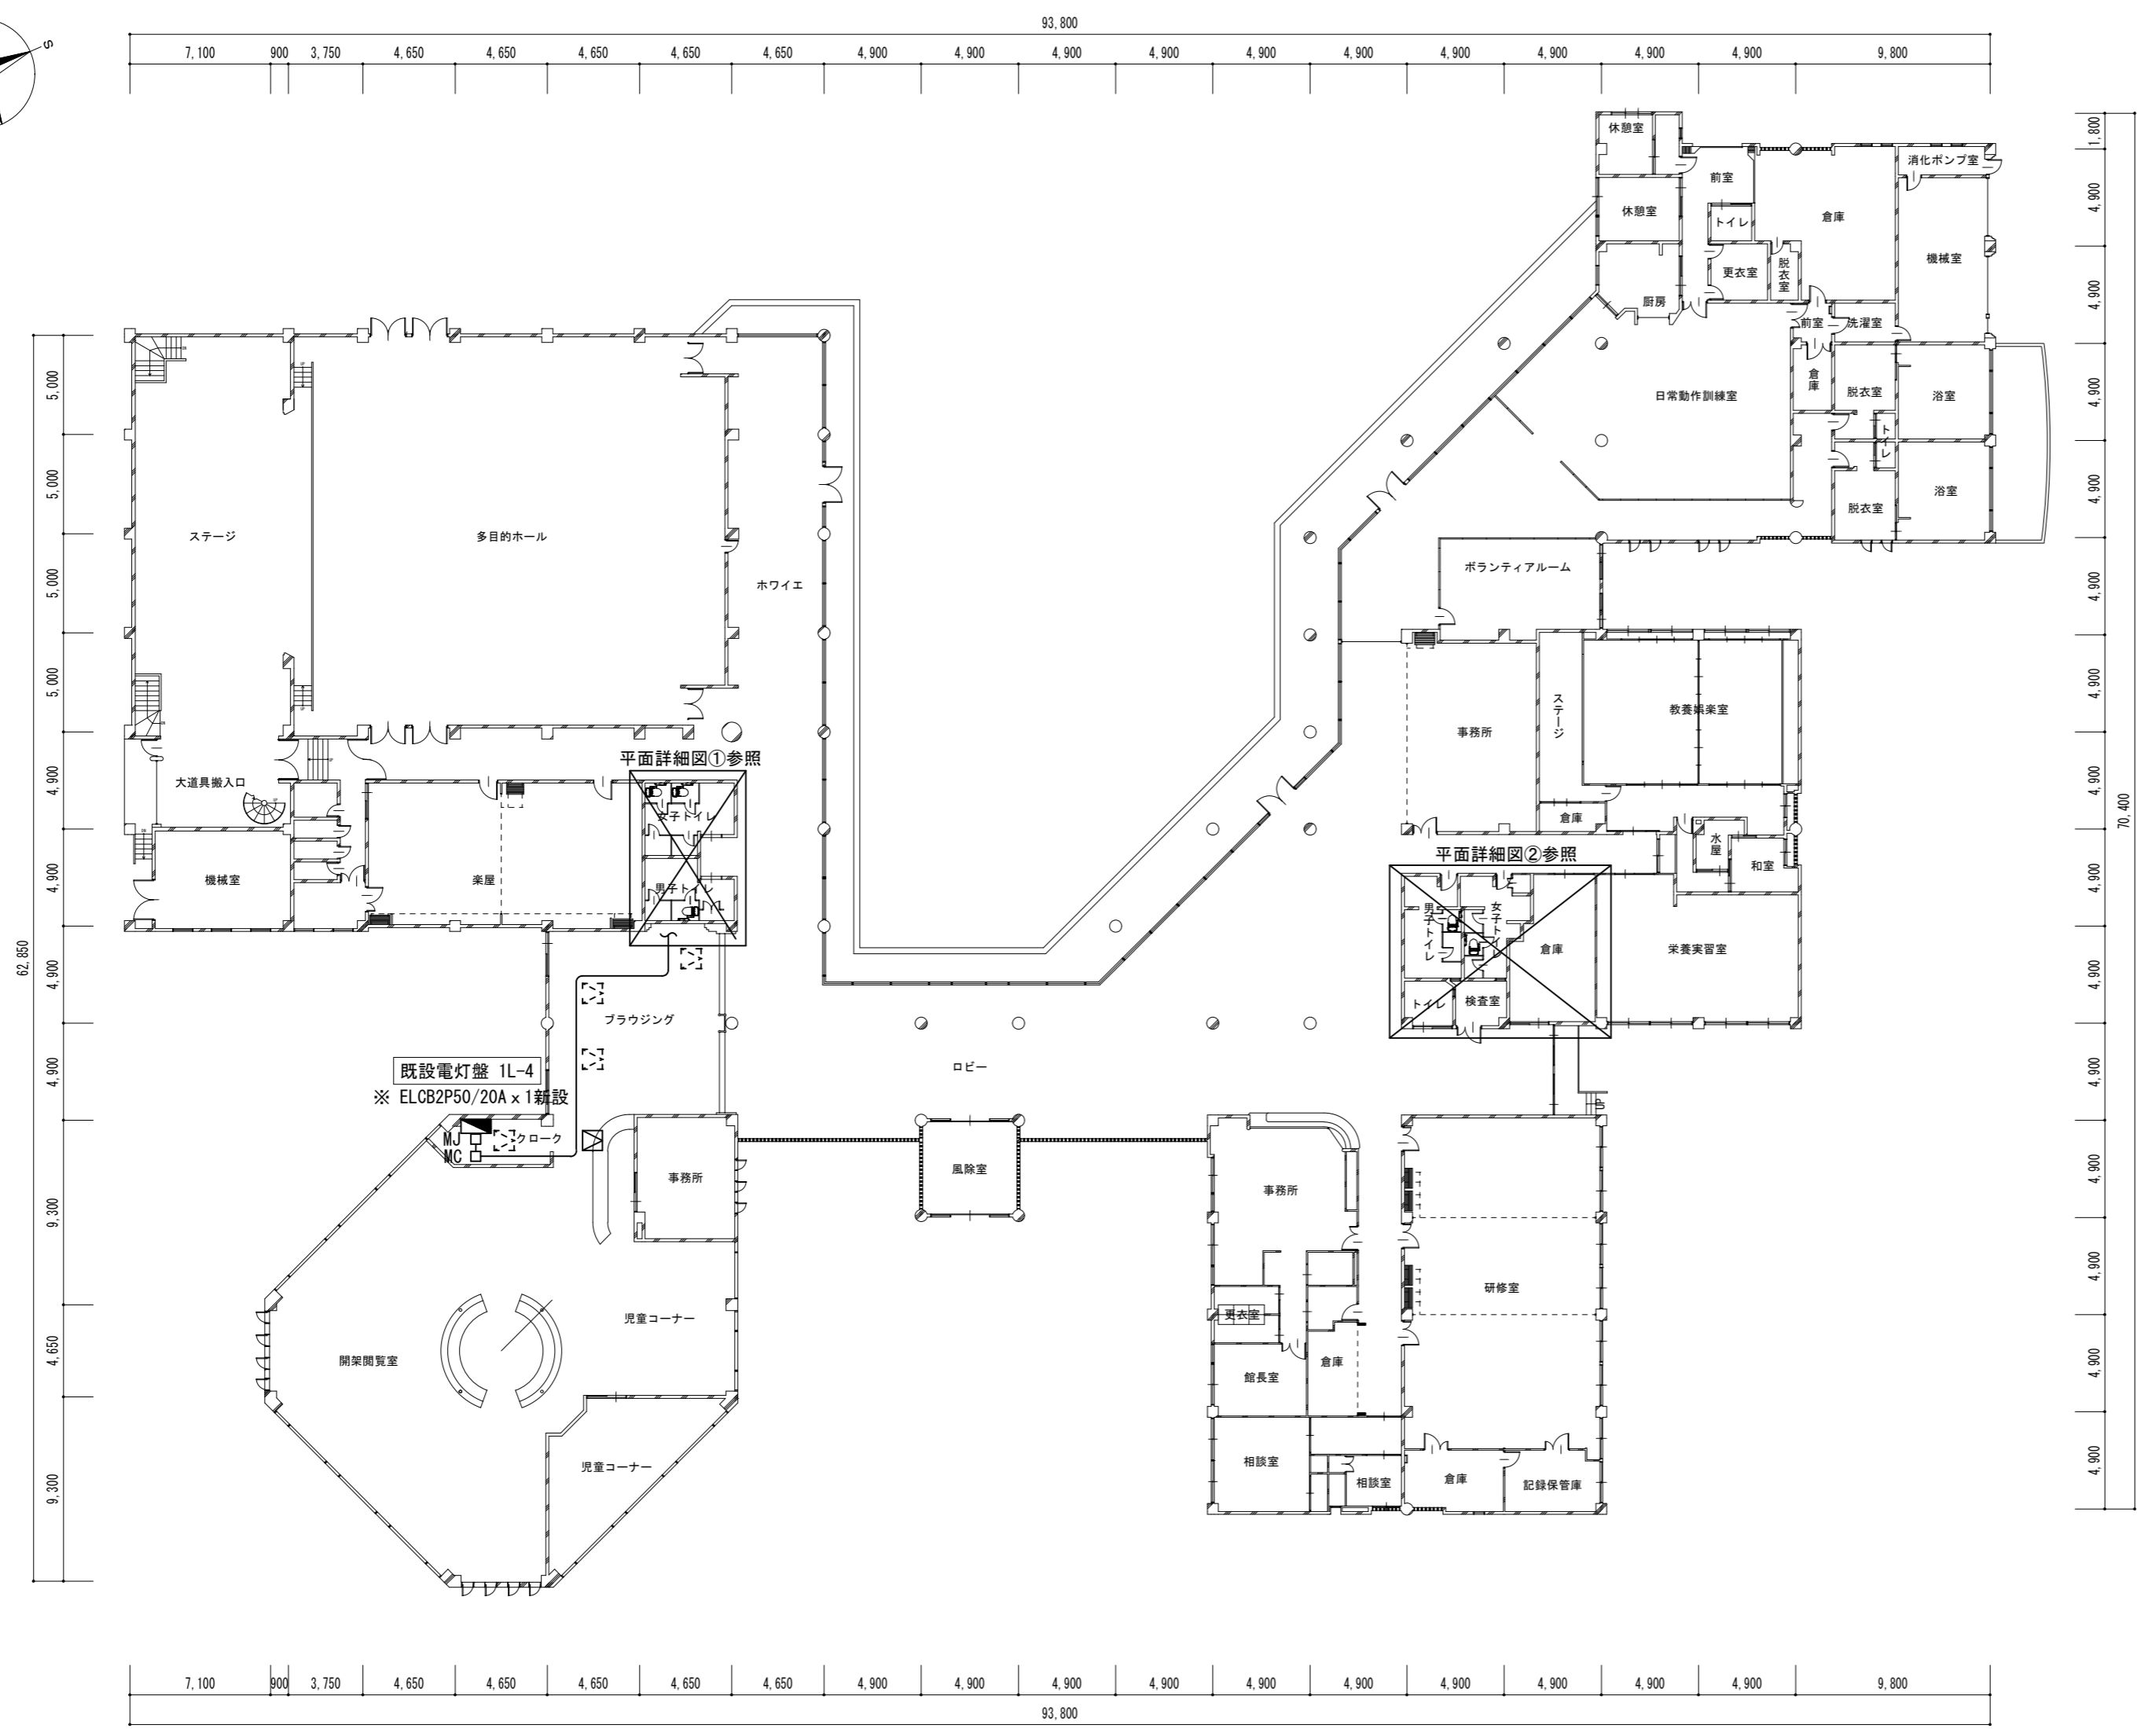 93,800
7,100 900 3,750 4,650 4,650 4,650 4,650 4,650 4,900 4,900 4,900 4,900 4,900 4,900 4,900 4,900 4,900 4,900 9,800
S
休憩室
消化ポンプ室
前室
休憩室
トイレ
倉庫
機械室
更衣室
脱衣室
厨房
前室
洗濯室
倉庫
日常動作訓練室
脱衣室
浴室
トイレ
浴室
脱衣室
ステージ
多目的ホール
ホワイエ
ボランティアルーム
ステージ
教養娯楽室
事務所
平面詳細図①参照
大道具搬入口
女子トイレ
倉庫
水屋
和室
平面詳細図②参照
機械室
楽屋
男子トイレ
男子トイレ
女子トイレ
倉庫
栄養実習室
トイレ
検査室
ブラウジング
ロビー
既設電灯盤 1L-4
※ ELCB2P50/20A x 1新設
UP
MJ
クローク
MC
風除室
事務所
事務所
研修室
更衣室
児童コーナー
開架閲覧室
倉庫
館長室
児童コーナー
相談室
相談室
倉庫
記録保管庫
5,000
5,000
5,000
5,000
4,900
4,900
4,900
4,900
9,300
4,650
9,300
62,850
1,800
4,900
4,900
4,900
4,900
4,900
4,900
4,900
4,900
4,900
4,900
4,900
4,900
4,900
4,900
70,400
7,100 900 3,750 4,650 4,650 4,650 4,650 4,650 4,900 4,900 4,900 4,900 4,900 4,900 4,900 4,900 4,900 4,900 9,800
93,800